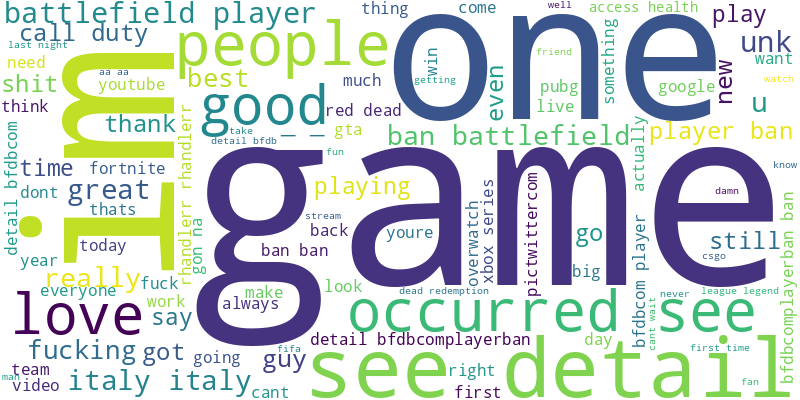 battlefield player
thing
come
well
access health
play
call duty
people
one
last night
need
aa aa
youtube
im
best
much
win
even
friend
getting
something
google
new
unk
want
watch
shit
think
good
red dead
pubg
live
u
thank
take
_ _
gta
ban battlefield
player ban
detail bfdb
fun
actually
time
fortnite
dont
great
thats
rhandlerr rhandlerr
gon na
game
playing
detail bfdbcom
stream
back
youre
overwatch
xbox series
pictwittercom
go
big
know
damn
still
csgo
today
ban ban
year
really
everyone
fuck
work
make
always
look
dead redemption
bfdbcom player
never
league legend
bfdbcomplayerban ban
love
say
occurred
see
cant wait
fucking
got
going
guy
fifa
detail bfdbcomplayerban
day
first time
team
man
video
italy italy
cant
see detail
right
first
fan